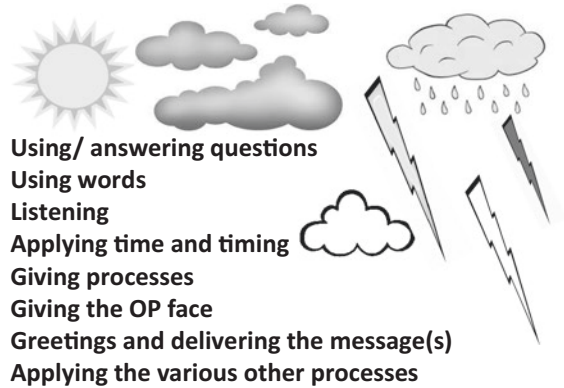 Using/ answering questions
Using words
Listening
Applying time and timing
Giving processes
Giving the OP face
Greetings and delivering the message(s)
Applying the various other processes